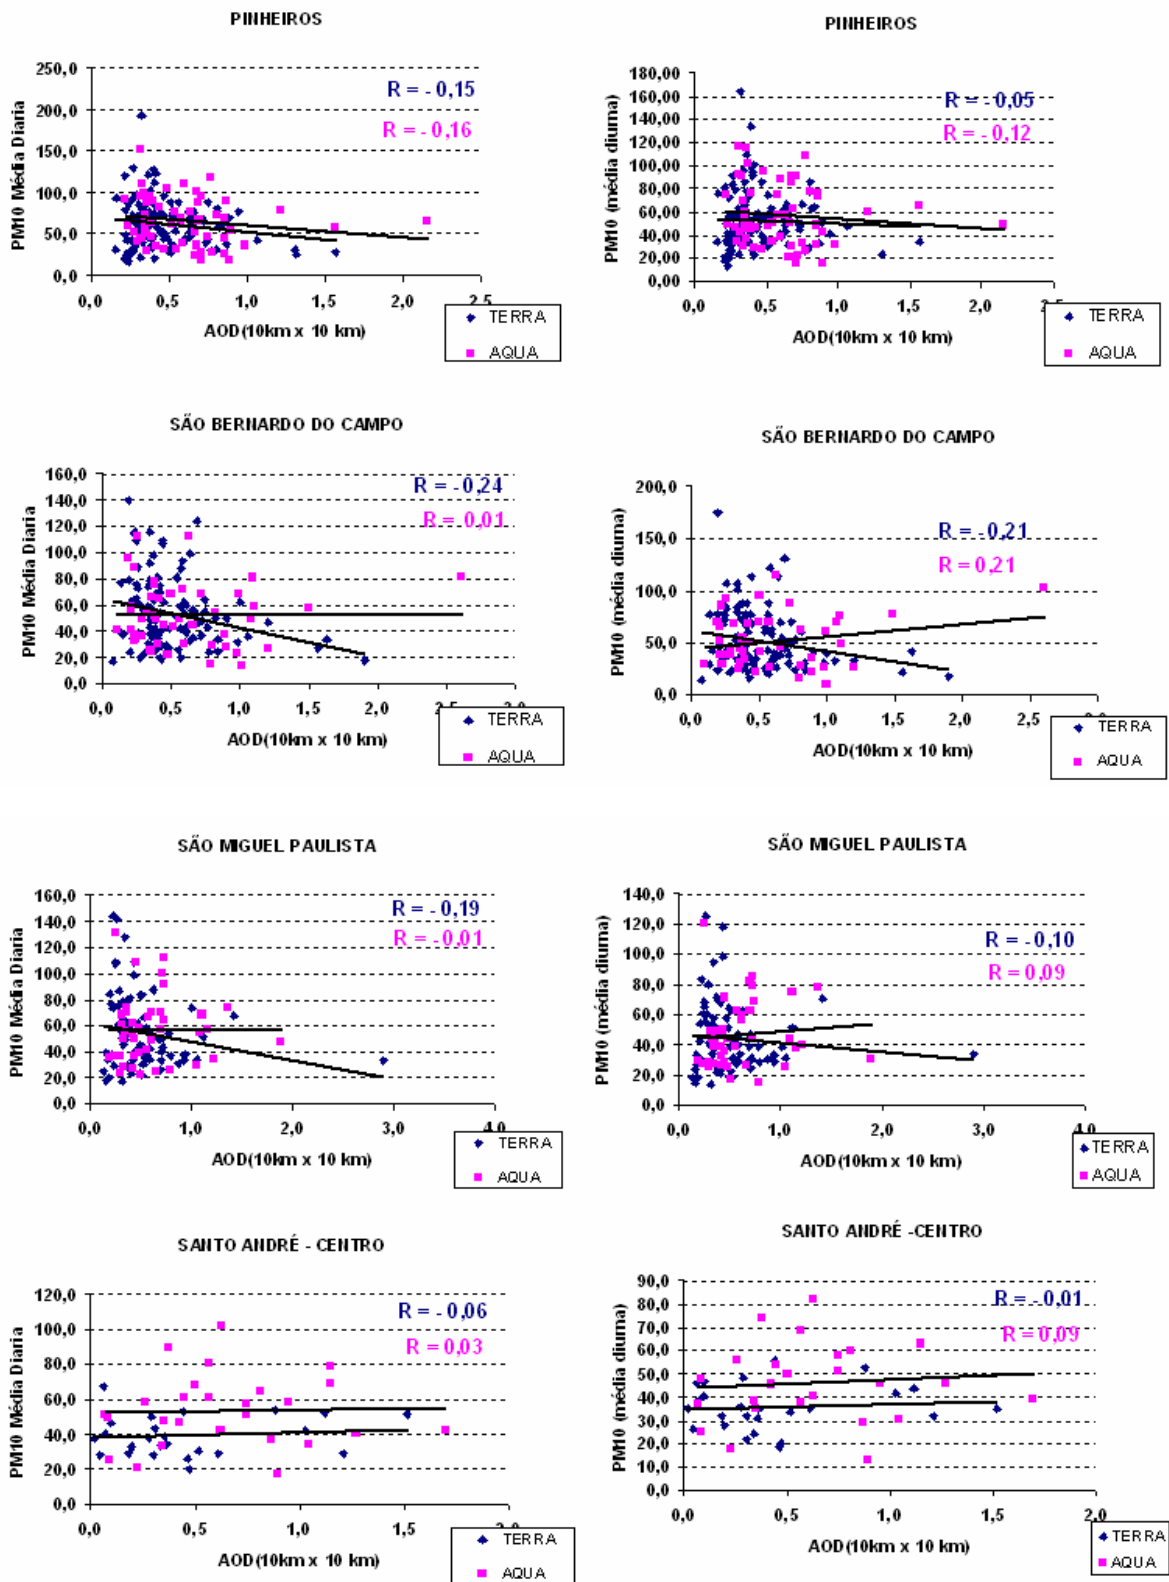 PINHEIROS
250,0
200,0
150,0
100,0
50,0
0,0
PM10 Média Diaria
R = - 0,15
R = - 0,16
0,0 0,5 1,0 1,5 2,0 2,5
AOD(10km x 10 km)
TERRA
AQUA
PINHEIROS
180,00
160,00
140,00
120,00
100,00
80,00
60,00
40,00
20,00
0,00
PM10 (média diurna)
R = - 0,05
R = - 0,12
0,0 0,5 1,0 1,5 2,0 2,5
AOD(10km x 10 km)
TERRA
AQUA
SÃO BERNARDO DO CAMPO
160,0
140,0
120,0
100,0
80,0
60,0
40,0
20,0
0,0
PM10 Média Diaria
R = -0,24
R = 0,01
0,0 0,5 1,0 1,5 2,0 2,5 3,0
AOD(10km x 10 km)
TERRA
AQUA
SÃO BERNARDO DO CAMPO
200,0
150,0
100,0
50,0
0,0
PM10 (média diurna)
R = - 0,21
R = 0,21
0,0 0,5 1,0 1,5 2,0 2,5 3,0
AOD(10km x 10 km)
TERRA
AQUA
SÃO MIGUEL PAULISTA
160,0
140,0
120,0
100,0
80,0
60,0
40,0
20,0
0,0
PM10 Média Diaria
R = -0,19
R = -0,01
0,0 1,0 2,0 3,0 4,0
AOD(10km x 10 km)
TERRA
AQUA
SÃO MIGUEL PAULISTA
140,0
120,0
100,0
80,0
60,0
40,0
20,0
0,0
PM10 (média diurna)
R = -0,10
R = 0,09
0,0 1,0 2,0 3,0 4,0
AOD(10km x 10 km)
TERRA
AQUA
SANTO ANDRÉ - CENTRO
120,0
100,0
80,0
60,0
40,0
20,0
0,0
PM10 Média Diaria
R = - 0,06
R = 0,03
0,0 0,5 1,0 1,5 2,0
AOD(10km x 10 km)
TERRA
AQUA
SANTO ANDRÉ -CENTRO
90,0
80,0
70,0
60,0
50,0
40,0
30,0
20,0
10,0
0,0
PM10 (média diurna)
R = - 0,01
R = 0,09
0,0 0,5 1,0 1,5 2,0
AOD(10km x 10 km)
TERRA
AQUA